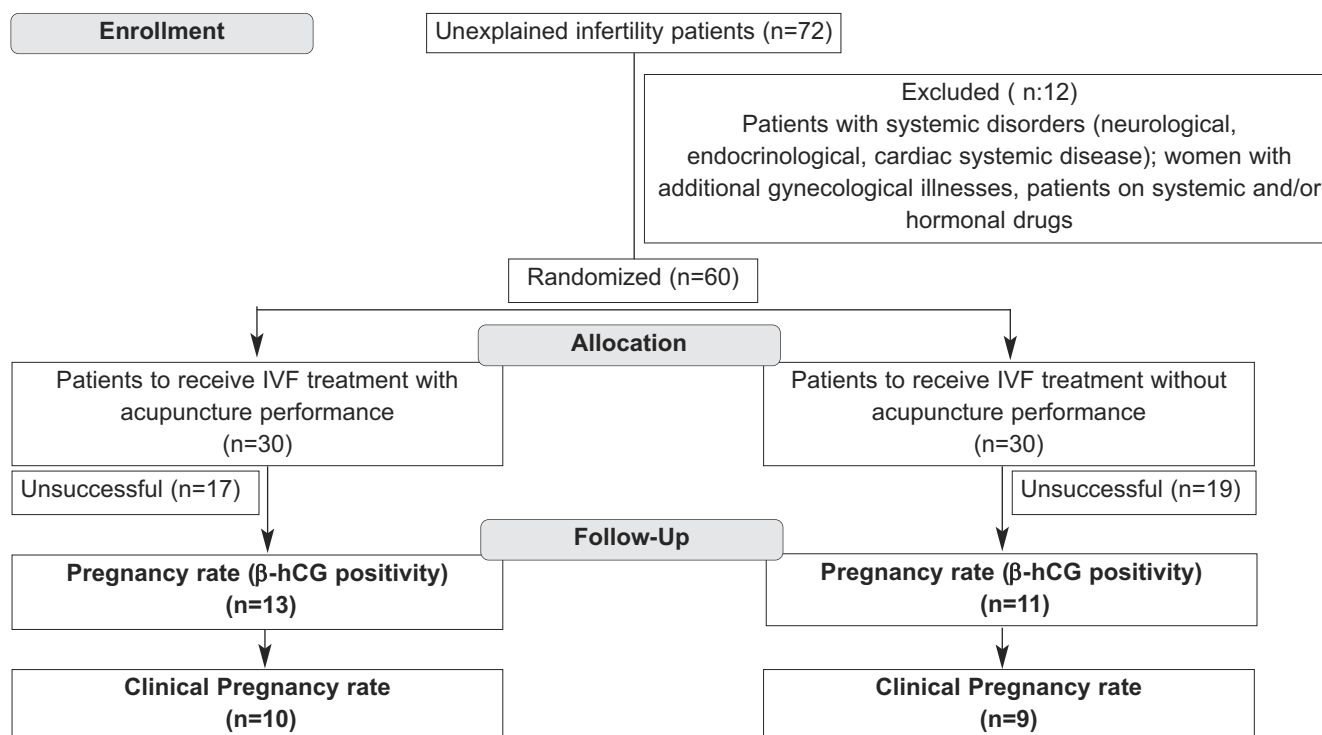 Enrollment
Unexplained infertility patients (n=72)
Excluded ( n:12)
Patients with systemic disorders (neurological,
endocrinological, cardiac systemic disease); women with
additional gynecological illnesses, patients on systemic and/or
hormonal drugs
Randomized (n=60)
Allocation
Patients to receive IVF treatment with
acupuncture performance
(n=30)
Patients to receive IVF treatment without
acupuncture performance
(n=30)
Unsuccessful (n=17)
Unsuccessful (n=19)
Follow-Up
Pregnancy rate (β-hCG positivity)
(n=13)
Pregnancy rate (β-hCG positivity)
(n=11)
Clinical Pregnancy rate
(n=10)
Clinical Pregnancy rate
(n=9)